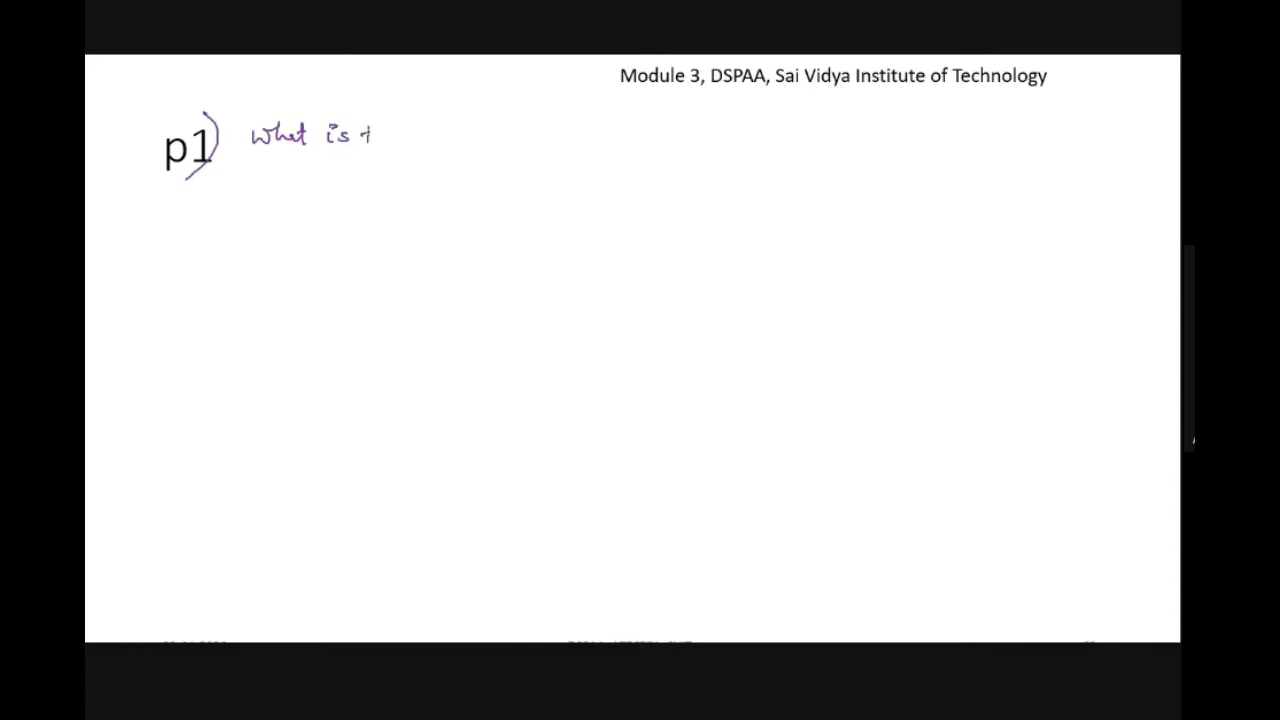 Module 3, DSPAA, Sai Vidya Institute of Technology
p1) What is